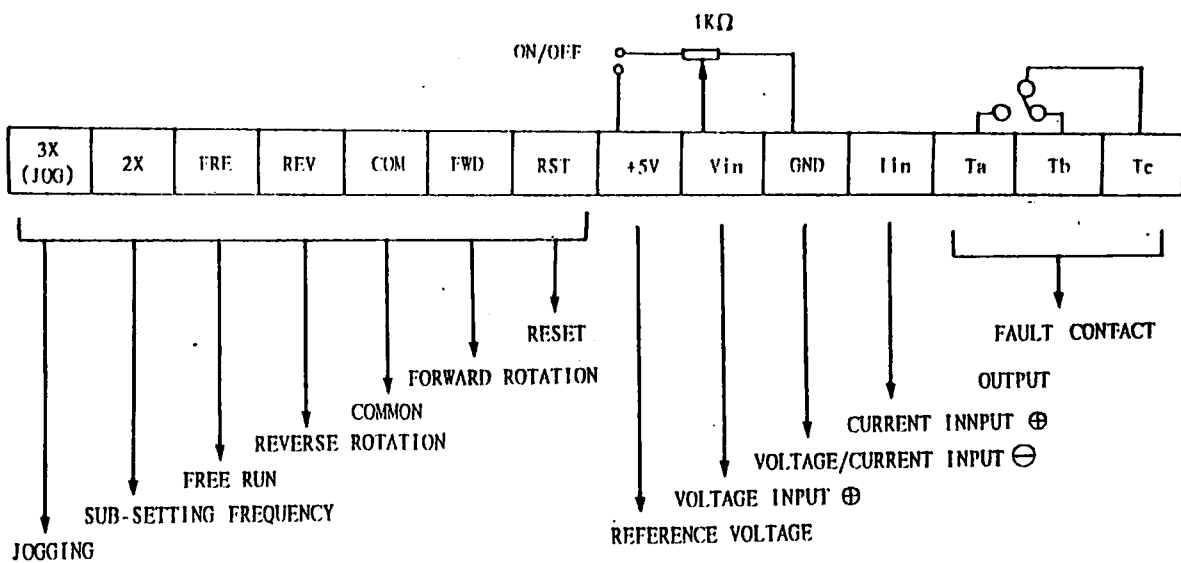 1KΩ
ON/OFF
3X (JOG) 2X FRE REV COM FWD RST +5V Vin GND Iin Ta Tb Tc
RESET
FAULT CONTACT
FORWARD ROTATION
OUTPUT
COMMON
CURRENT INNPUT ⊕
REVERSE ROTATION
VOLTAGE/CURRENT INPUT ⊖
FREE RUN
VOLTAGE INPUT ⊕
SUB-SETTING FREQUENCY
REFERENCE VOLTAGE
JOGGING